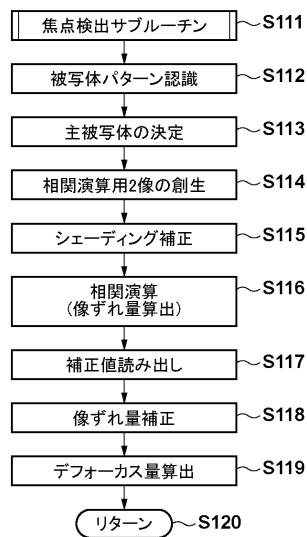 焦点検出サブルーチン S111
被写体パターン認識 S112
主被写体の決定 S113
相関演算用2像の創生 S114
シェーディング補正 S115
相関演算 S116
(像ずれ量算出)
補正値読み出し S117
像ずれ量補正 S118
デフォーカス量算出 S119
リターン S120